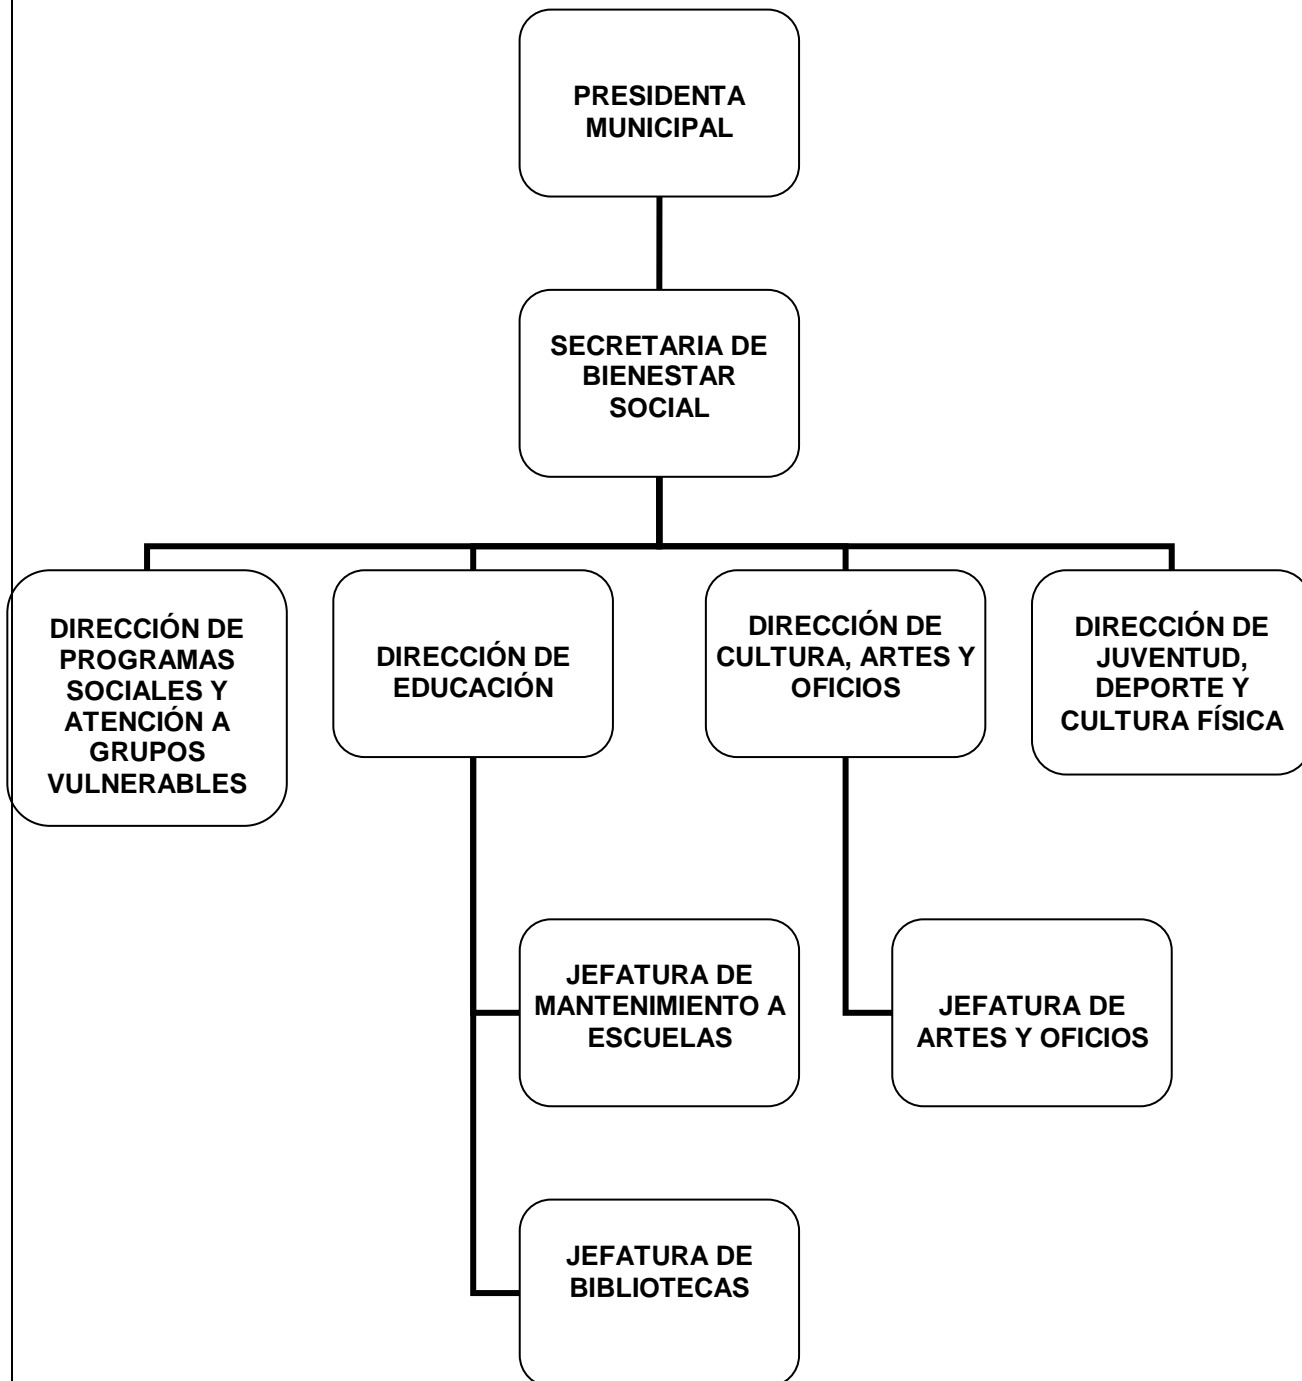 PRESIDENTA
MUNICIPAL
SECRETARIA DE
BIENESTAR
SOCIAL
DIRECCIÓN DE
PROGRAMAS
SOCIALES Y
ATENCIÓN A
GRUPOS
VULNERABLES
DIRECCIÓN DE
EDUCACIÓN
DIRECCIÓN DE
CULTURA, ARTES Y
OFICIOS
DIRECCIÓN DE
JUVENTUD,
DEPORTE Y
CULTURA FÍSICA
JEFATURA DE
MANTENIMIENTO A
ESCUELAS
JEFATURA DE
ARTES Y OFICIOS
JEFATURA DE
BIBLIOTECAS